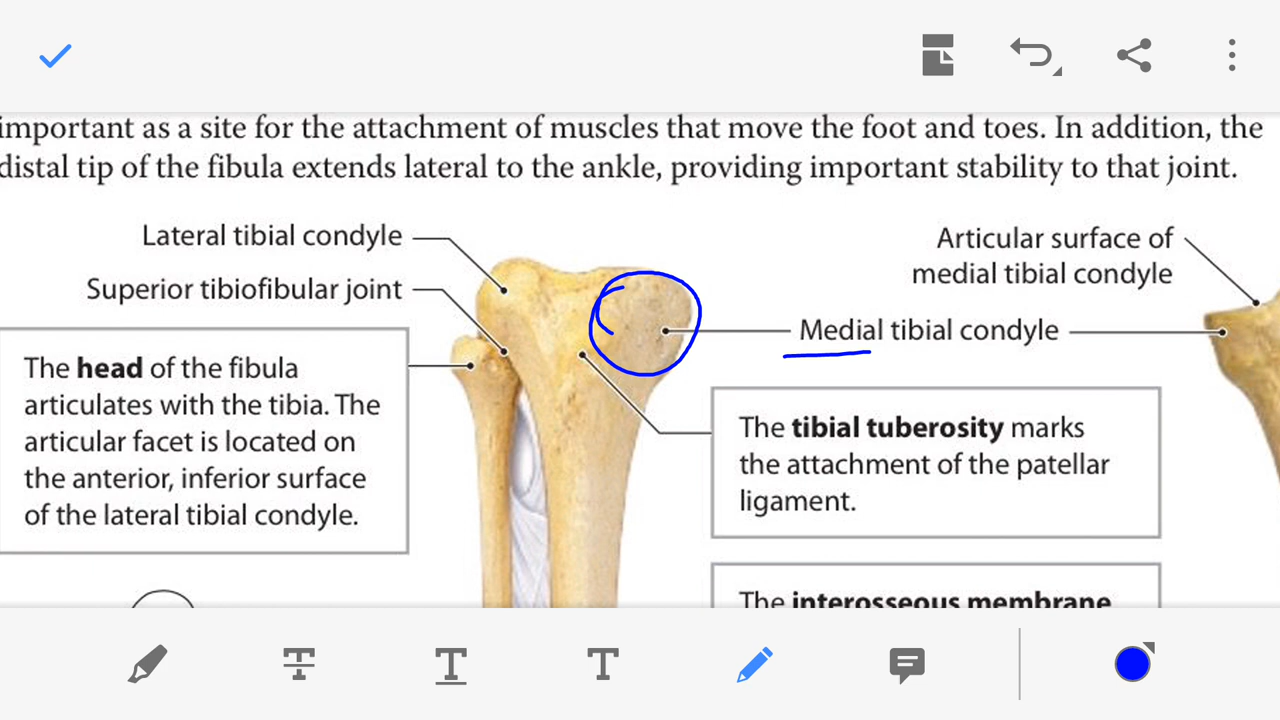 important as a site for the attachment of muscles that move the foot and toes. In addition, the
distal tip of the fibula extends lateral to the ankle, providing important stability to that joint.
Lateral tibial condyle
Superior tibiofibular joint
The head of the fibula
articulates with the tibia. The
articular facet is located on
the anterior, inferior surface
of the lateral tibial condyle.
Articular surface of
medial tibial condyle
Medial tibial condyle
The tibial tuberosity marks
the attachment of the patellar
ligament.
The interosseous membrane